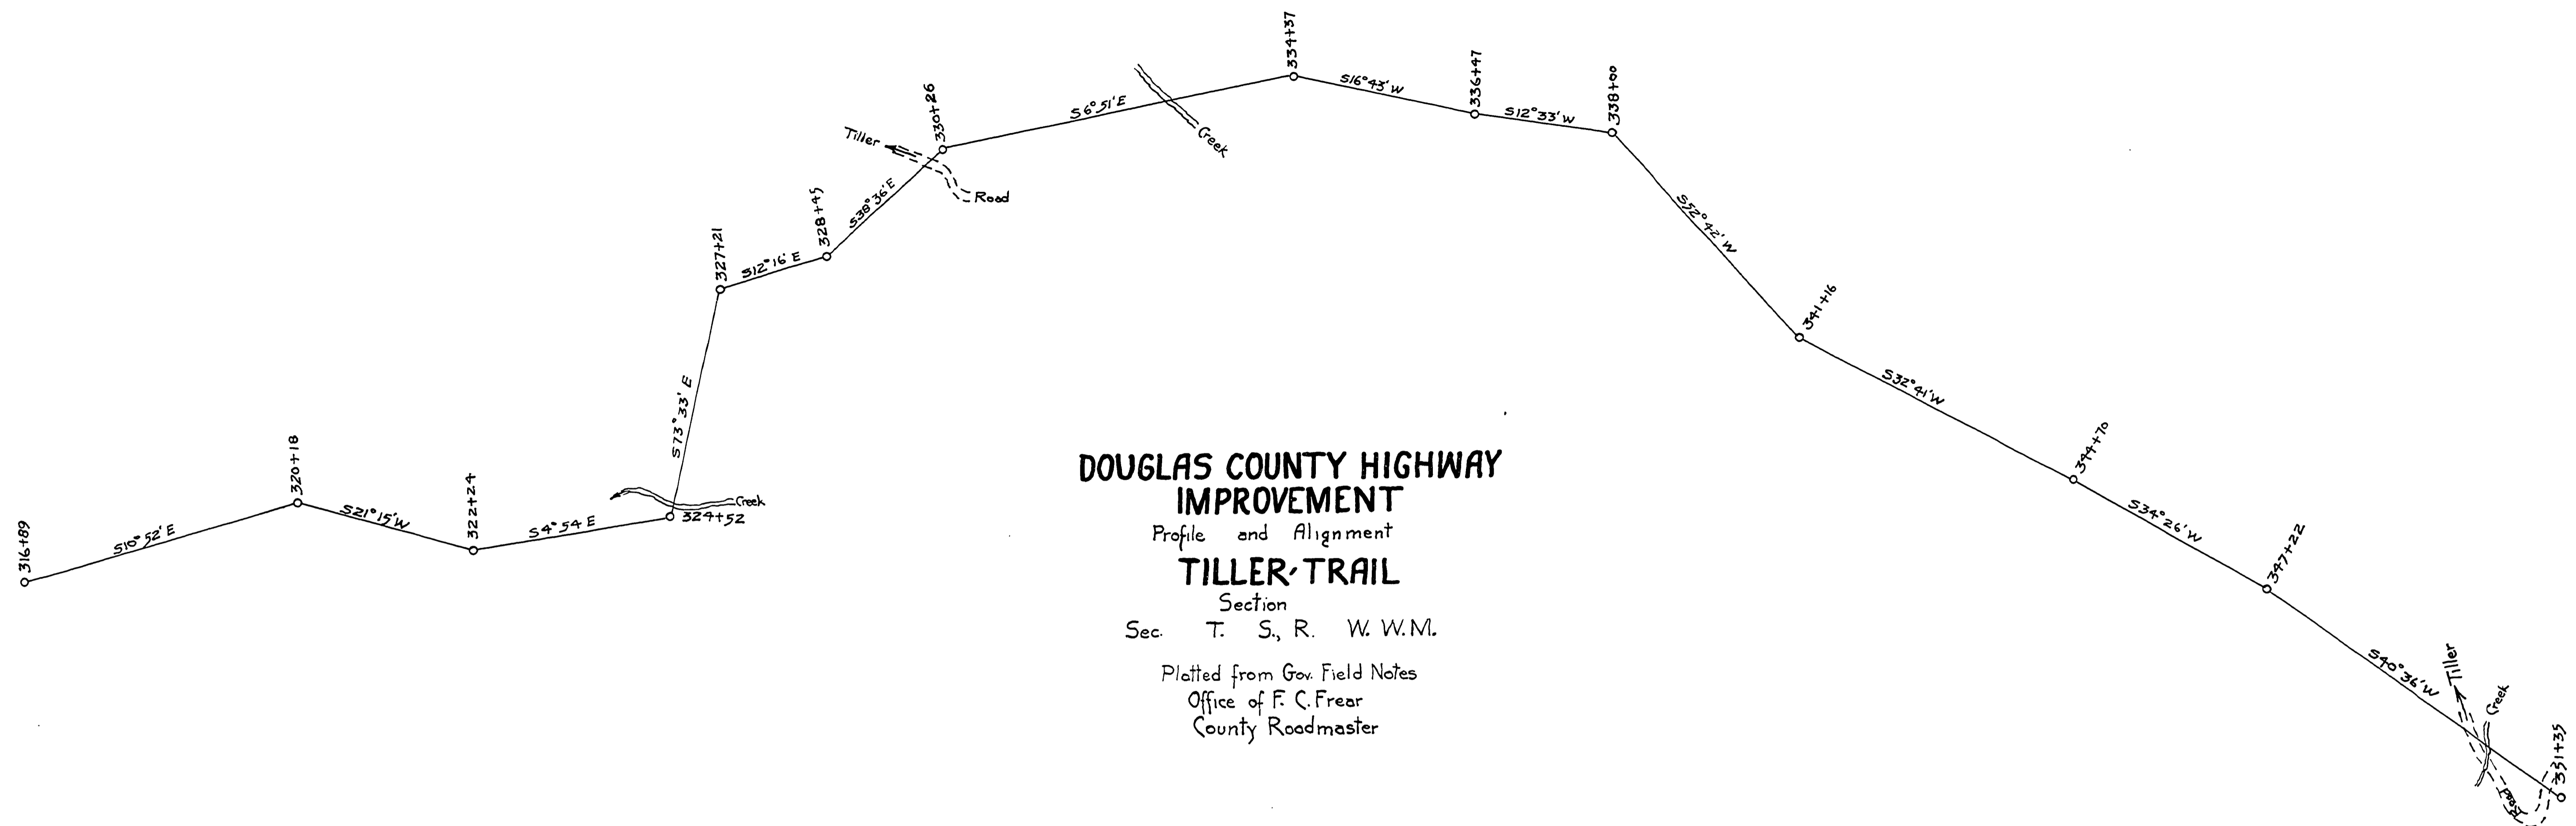 316+89
S10°52'E
320+18
S21°15'W
322+24
S4°54 E
324+52
Creek
S73°33' E
327+21
S12°16' E
328+45
S38°36'E
Tiller
Road
330+26
S6°51'E
Creek
334+37
S16°43'W
336+47
S12°33'W
338+00
S52°42'W
341+16
S32°41'W
344+70
S34°26'W
347+22
S40°36'W
Tiller
Creek
Road
351+35
DOUGLAS COUNTY HIGHWAY
IMPROVEMENT
Profile and Alignment
TILLER-TRAIL
Section
Sec. T. S., R. W. W.M.
Platted from Gov. Field Notes
Office of F. C. Frear
County Roadmaster